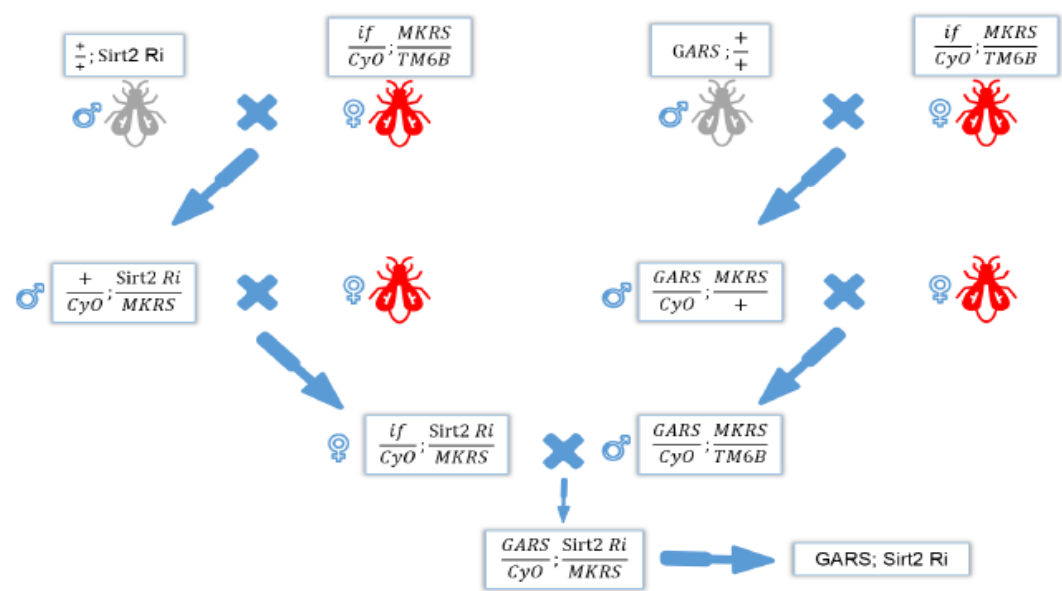 +/+; Sirt2 Ri
if/CyO; MKRS/TM6B
GARS; +/+
if/CyO; MKRS/TM6B
+/CyO; Sirt2 Ri/MKRS
GARS/CyO; MKRS/+
if/CyO; Sirt2 Ri/MKRS
GARS/CyO; MKRS/TM6B
GARS/CyO; Sirt2 Ri/MKRS
GARS; Sirt2 Ri